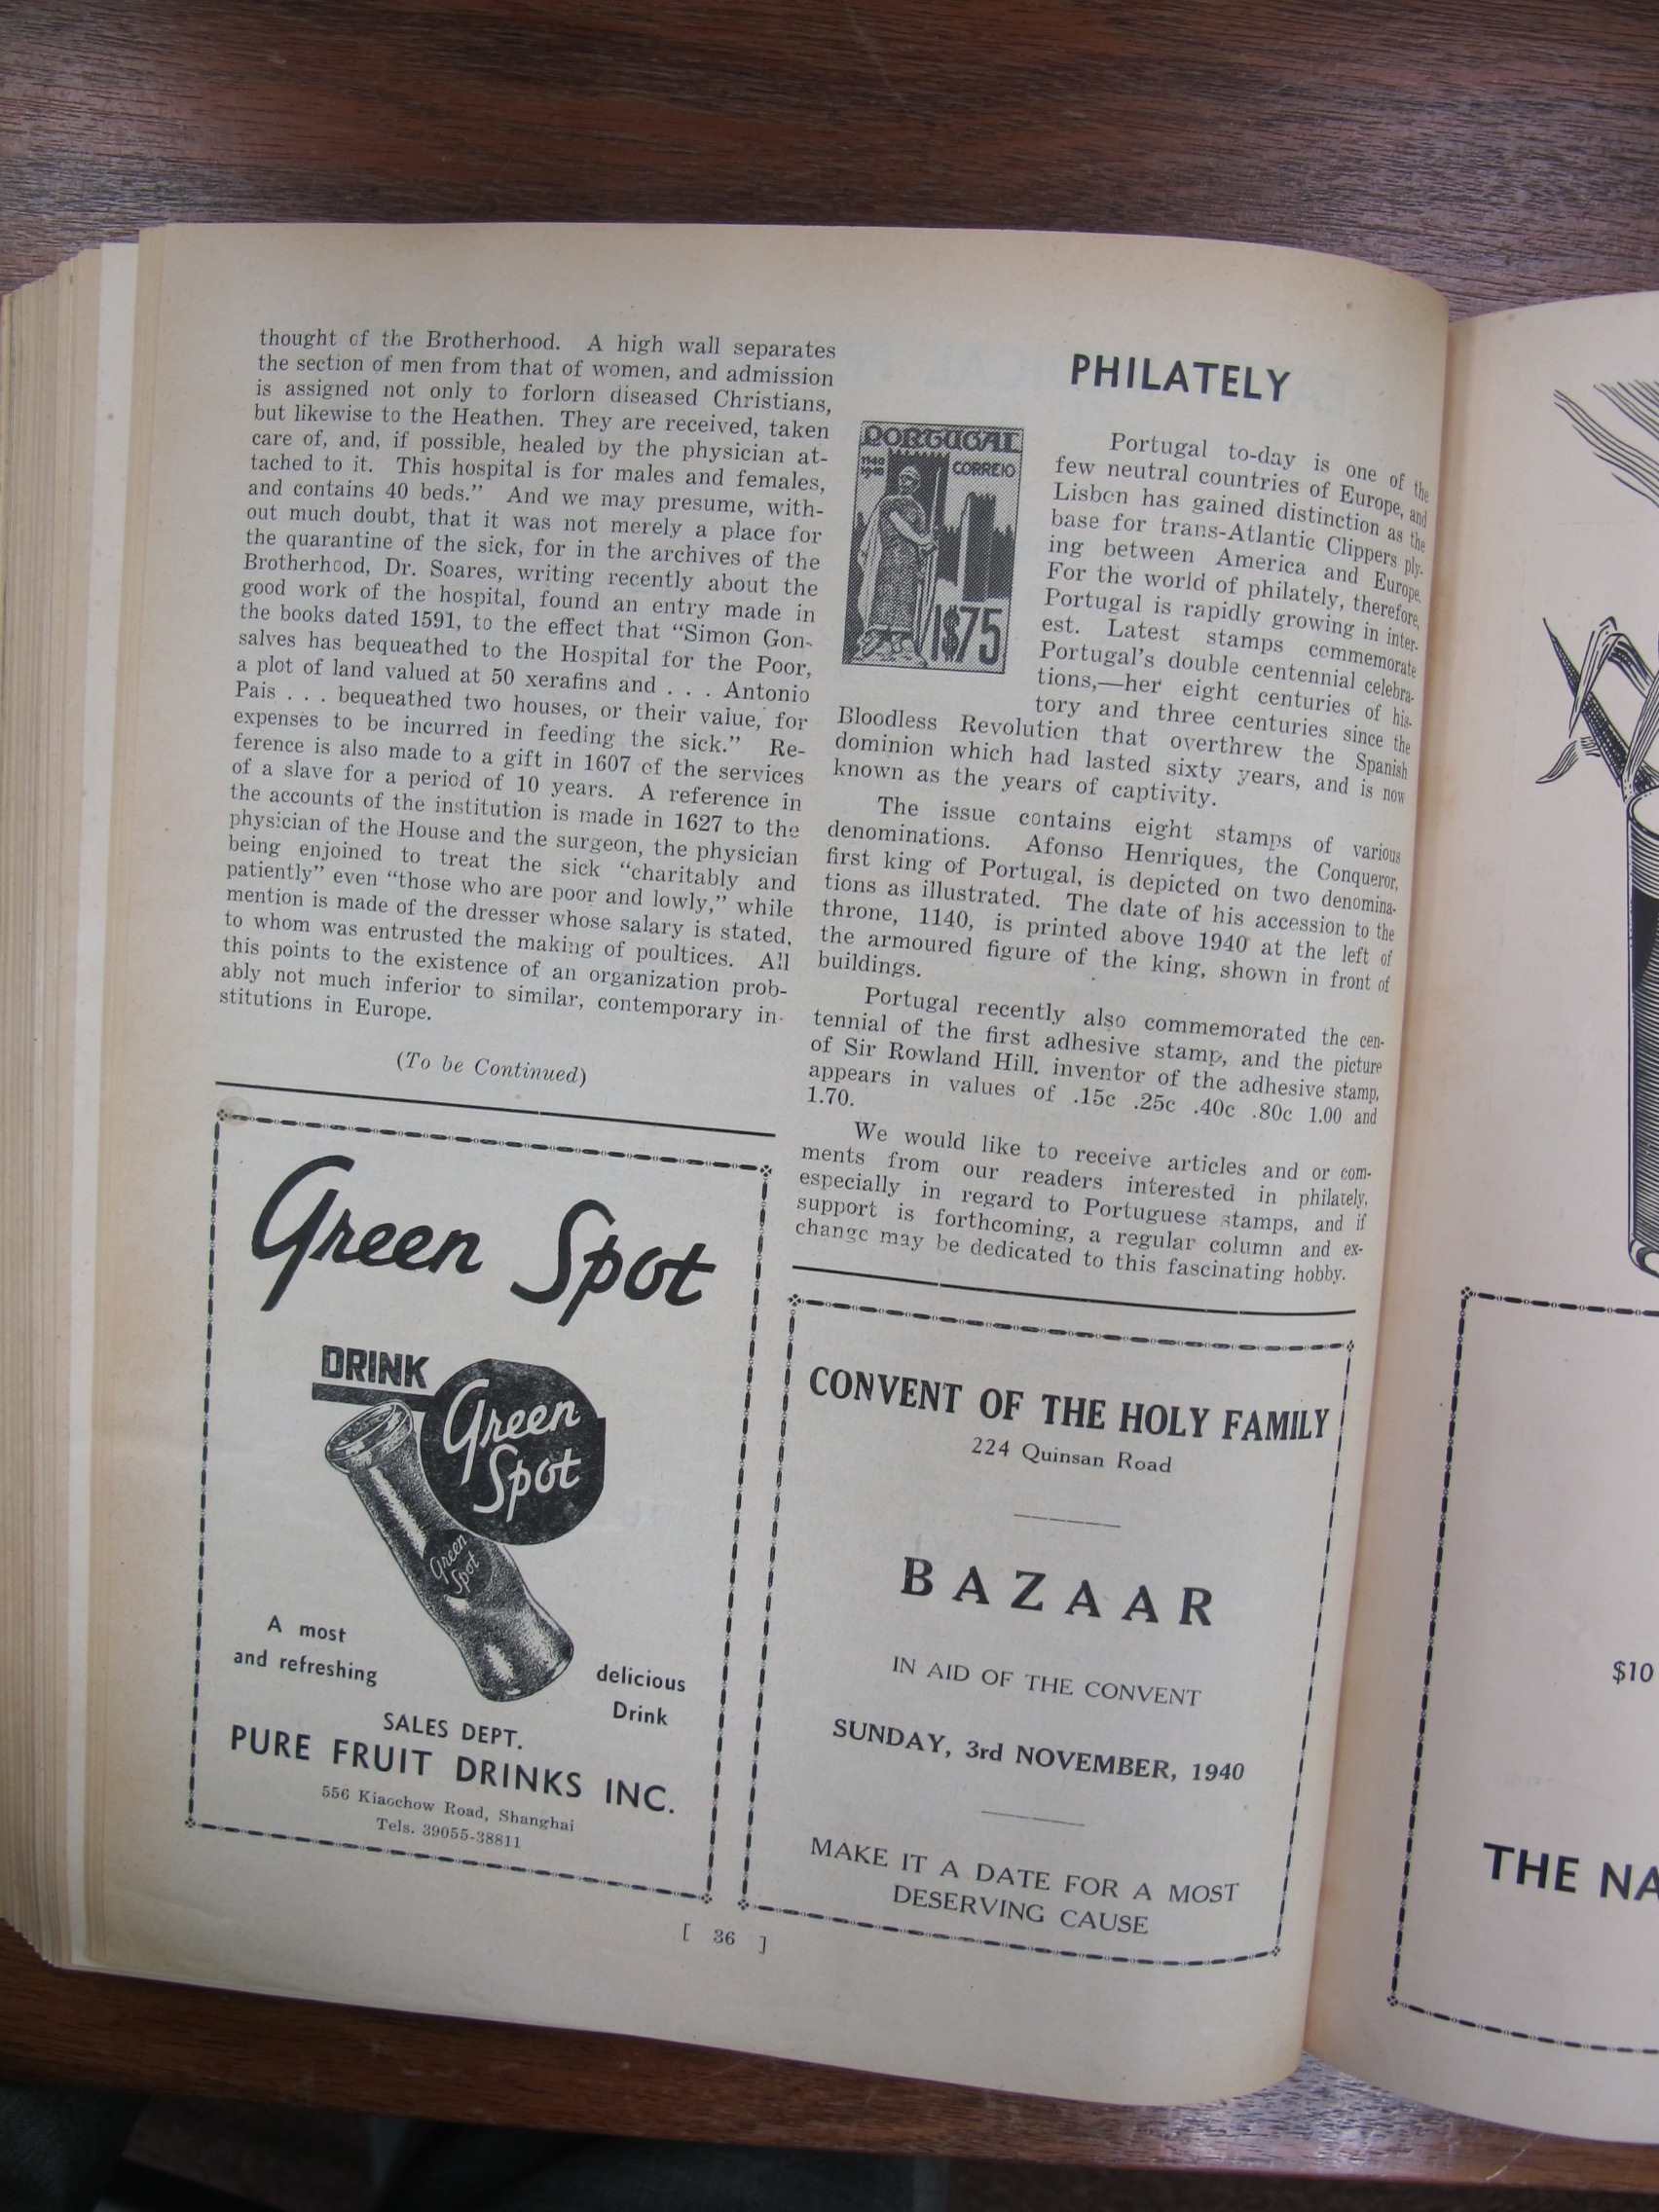 thought of the Brotherhood. A high wall separates
the section of men from that of women, and admission
is assigned not only to forlorn diseased Christians,
but likewise to the Heathen. They are received, taken
care of, and, if possible, healed by the physician at-
tached to it. This hospital is for males and females,
and contains 40 beds." And we may presume, with-
out much doubt, that it was not merely a place for
the quarantine of the sick, for in the archives of the
Brotherhood, Dr. Soares, writing recently about the
good work of the hospital, found an entry made in
the books dated 1591, to the effect that "Simon Gon-
salves has bequeathed to the Hospital for the Poor,
a plot of land valued at 50 xerafins and . . . Antonio
Pais . . . bequeathed two houses, or their value, for
expenses to be incurred in feeding the sick." Re-
ference is also made to a gift in 1607 of the services
of a slave for a period of 10 years. A reference in
the accounts of the institution is made in 1627 to the
physician of the House and the surgeon, the physician
being enjoined to treat the sick "charitably and
patiently" even "those who are poor and lowly," while
mention is made of the dresser whose salary is stated,
to whom was entrusted the making of poultices. All
this points to the existence of an organization prob-
ably not much inferior to similar, contemporary in-
stitutions in Europe.
(To be Continued)
Green Spot
DRINK
Green
Spot
Green
Spot
A most
and refreshing
delicious
Drink
SALES DEPT.
PURE FRUIT DRINKS INC.
556 Kiaochow Road, Shanghai
Tels. 39055-38811
PHILATELY
PORTUGAL
1140
1940
CORREIO
1$75
Portugal to-day is one of the
few neutral countries of Europe, and
Lisbon has gained distinction as the
base for trans-Atlantic Clippers ply-
ing between America and Europe.
For the world of philately, therefore,
Portugal is rapidly growing in inter-
est. Latest stamps commemorate
Portugal's double centennial celebra-
tions,—her eight centuries of his-
tory and three centuries since the
Bloodless Revolution that overthrew the Spanish
dominion which had lasted sixty years, and is now
known as the years of captivity.
The issue contains eight stamps of various
denominations. Afonso Henriques, the Conqueror,
first king of Portugal, is depicted on two denomina-
tions as illustrated. The date of his accession to the
throne, 1140, is printed above 1940 at the left of
the armoured figure of the king, shown in front of
buildings.
Portugal recently also commemorated the cen-
tennial of the first adhesive stamp, and the picture
of Sir Rowland Hill, inventor of the adhesive stamp,
appears in values of .15c .25c .40c .80c 1.00 and
1.70.
We would like to receive articles and or com-
ments from our readers interested in philately,
especially in regard to Portuguese stamps, and if
support is forthcoming, a regular column and ex-
change may be dedicated to this fascinating hobby.
CONVENT OF THE HOLY FAMILY
224 Quinsan Road
BAZAAR
IN AID OF THE CONVENT
SUNDAY, 3rd NOVEMBER, 1940
MAKE IT A DATE FOR A MOST
DESERVING CAUSE
[ 36 ]
$10
THE NA